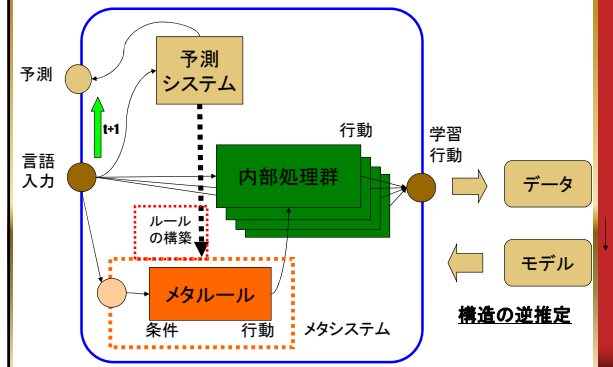 予測
予測
システム
t+1
言語
入力
行動
学習
行動
内部処理群
データ
ルール
の構築
モデル
メタルール
条件
行動
メタシステム
構造の逆推定